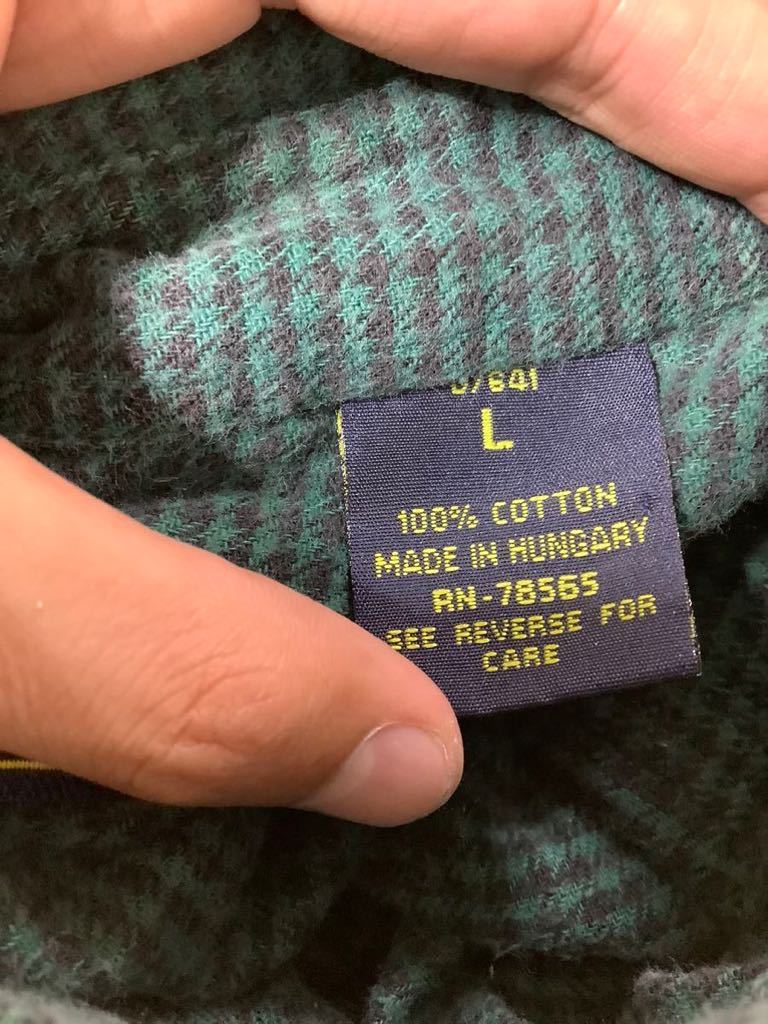 L
100% COTTON
MADE IN HUNGARY
RN-78565
SEE REVERSE FOR
CARE